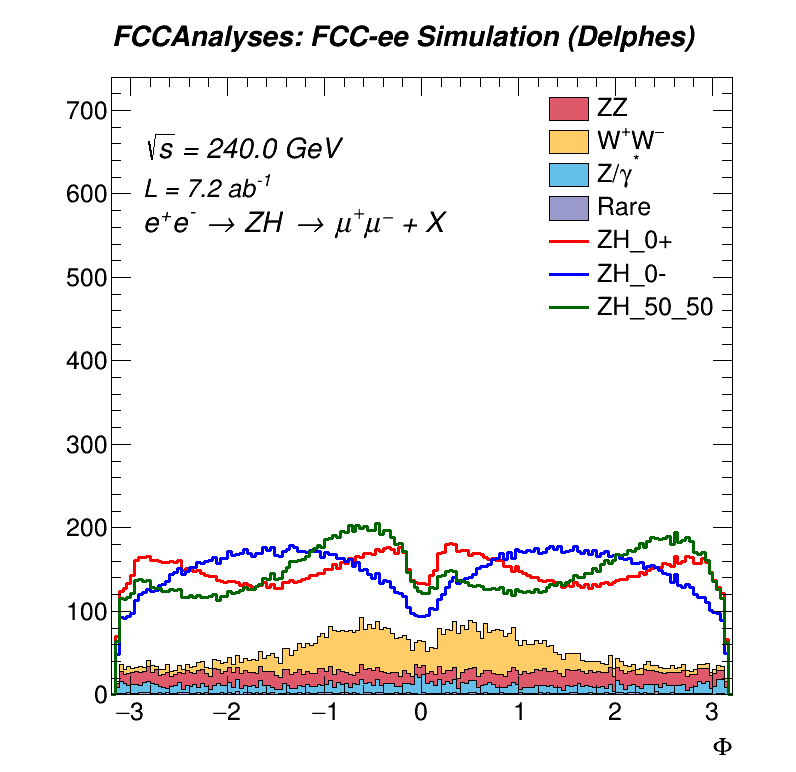 FCCAnalyses: FCC-ee Simulation (Delphes)
√s = 240.0 GeV
L = 7.2 ab⁻¹
e⁺e⁻ → ZH → μ⁺μ⁻ + X
ZZ
W⁺W⁻
Z/γ*
Rare
ZH_0+
ZH_0-
ZH_50_50
700
600
500
400
300
200
100
0
−3 −2 −1 0 1 2 3
Φ